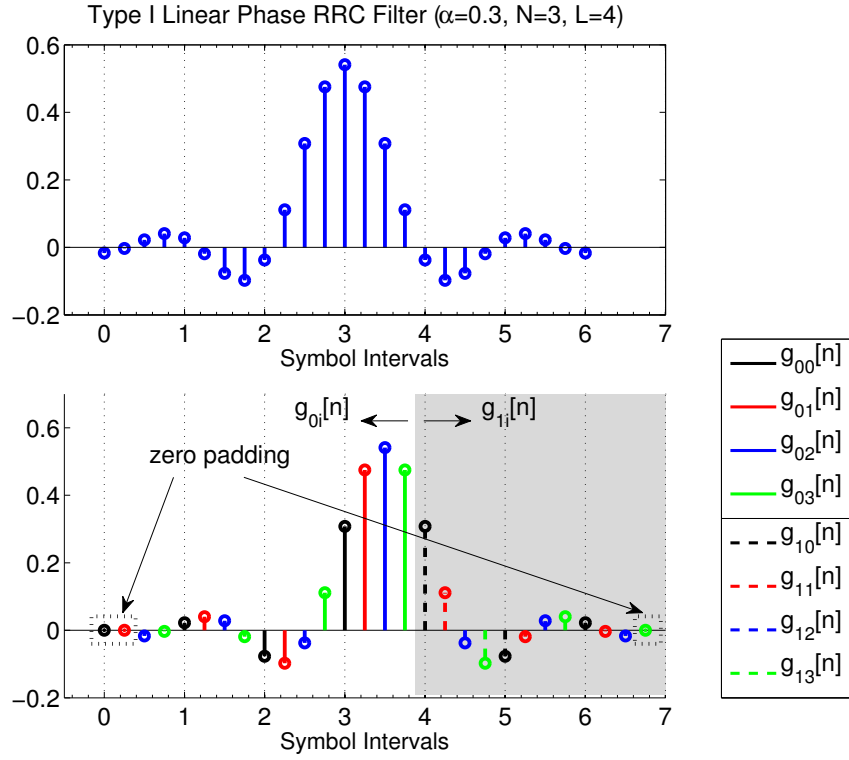 Type I Linear Phase RRC Filter (α=0.3, N=3, L=4)
0.6
0.4
0.2
0
−0.2
0 1 2 3 4 5 6 7
Symbol Intervals
g0i[n] g1i[n]
zero padding
0.6
0.4
0.2
0
−0.2
0 1 2 3 4 5 6 7
Symbol Intervals
g00[n]
g01[n]
g02[n]
g03[n]
g10[n]
g11[n]
g12[n]
g13[n]